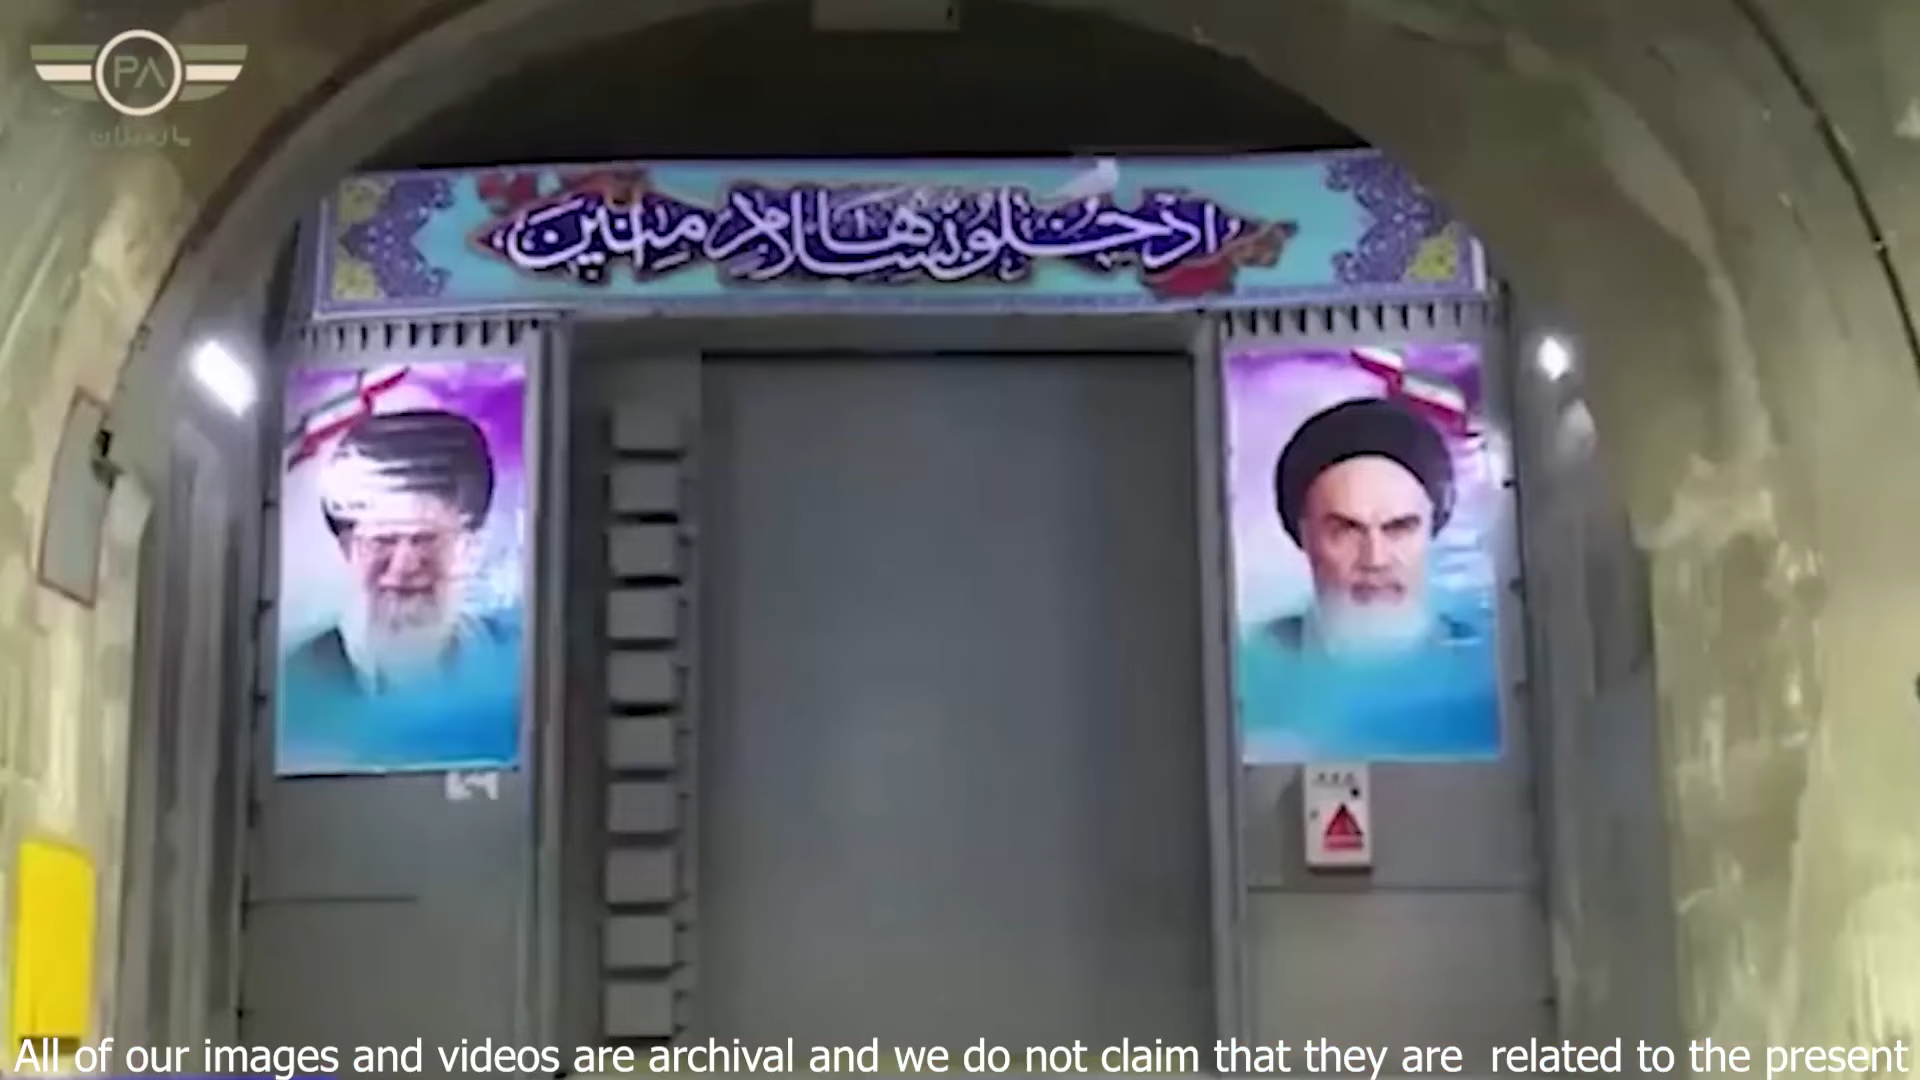 PA
ادخلوها بسلام آمنین
All of our images and videos are archival and we do not claim that they are related to the present